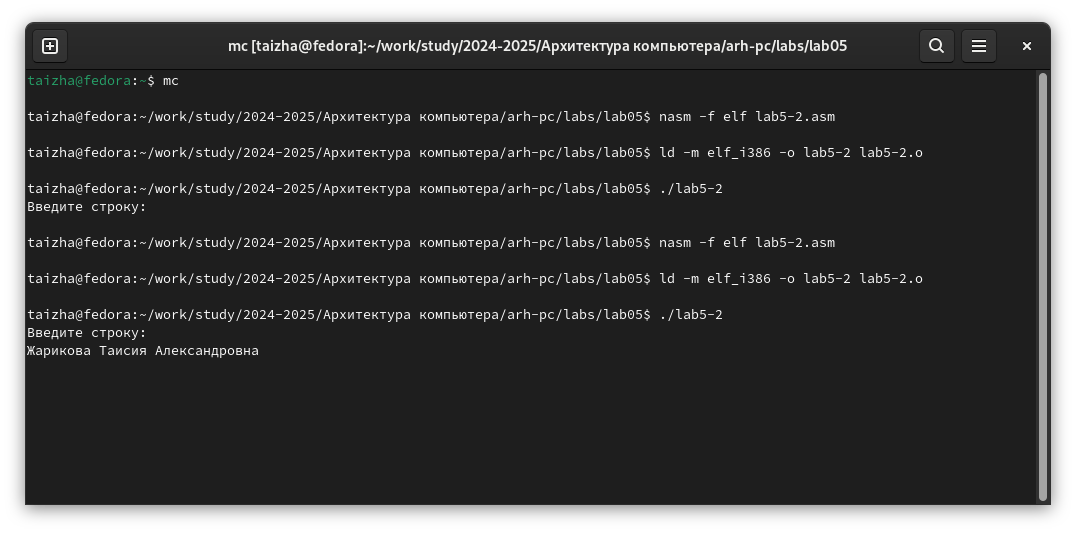 mc [taizha@fedora]:~/work/study/2024-2025/Архитектура компьютера/arh-pc/labs/lab05
taizha@fedora:~$ mc
taizha@fedora:~/work/study/2024-2025/Архитектура компьютера/arh-pc/labs/lab05$ nasm -f elf lab5-2.asm
taizha@fedora:~/work/study/2024-2025/Архитектура компьютера/arh-pc/labs/lab05$ ld -m elf_i386 -o lab5-2 lab5-2.o
taizha@fedora:~/work/study/2024-2025/Архитектура компьютера/arh-pc/labs/lab05$ ./lab5-2
Введите строку:
taizha@fedora:~/work/study/2024-2025/Архитектура компьютера/arh-pc/labs/lab05$ nasm -f elf lab5-2.asm
taizha@fedora:~/work/study/2024-2025/Архитектура компьютера/arh-pc/labs/lab05$ ld -m elf_i386 -o lab5-2 lab5-2.o
taizha@fedora:~/work/study/2024-2025/Архитектура компьютера/arh-pc/labs/lab05$ ./lab5-2
Введите строку:
Жарикова Таисия Александровна